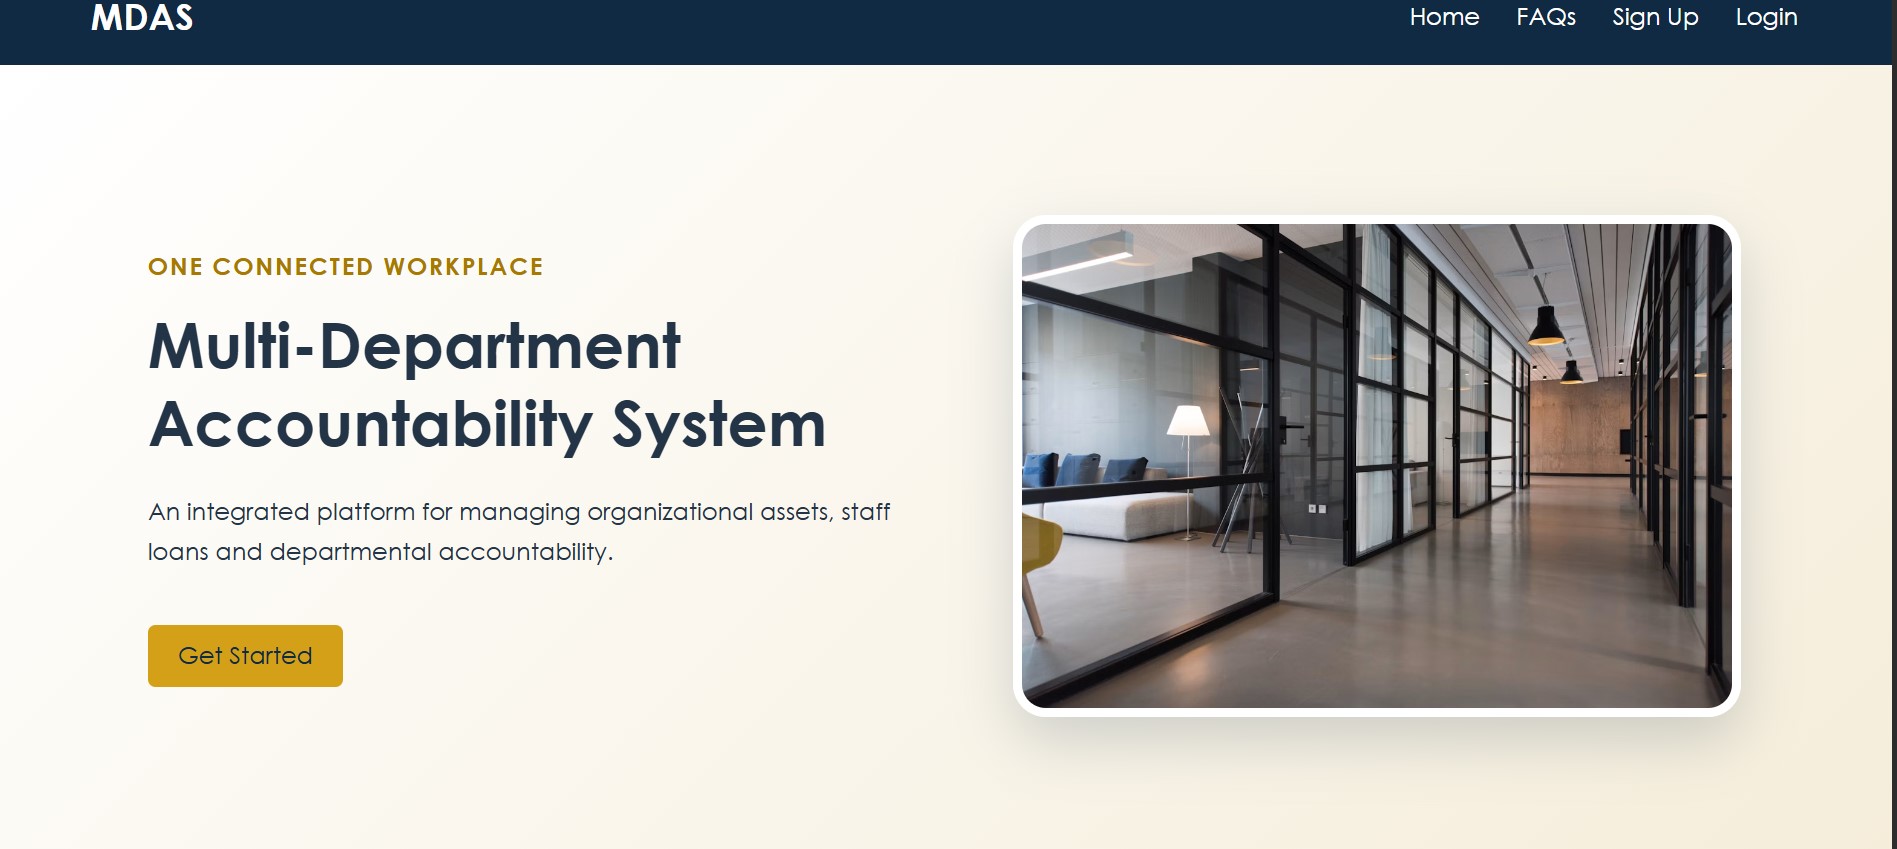 MDAS
Home FAQs Sign Up Login
ONE CONNECTED WORKPLACE
Multi-Department
Accountability System
An integrated platform for managing organizational assets, staff
loans and departmental accountability.
Get Started